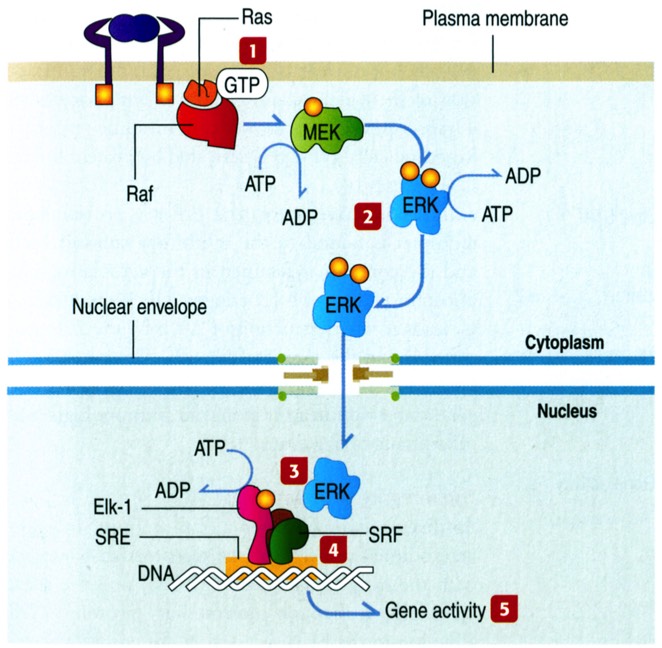 Ras
Plasma membrane
1
GTP
MEK
Raf
ATP
ADP
2
ERK
ADP
ATP
ERK
Nuclear envelope
Cytoplasm
Nucleus
ATP
3
ERK
ADP
Elk-1
SRE
SRF
4
DNA
Gene activity 5